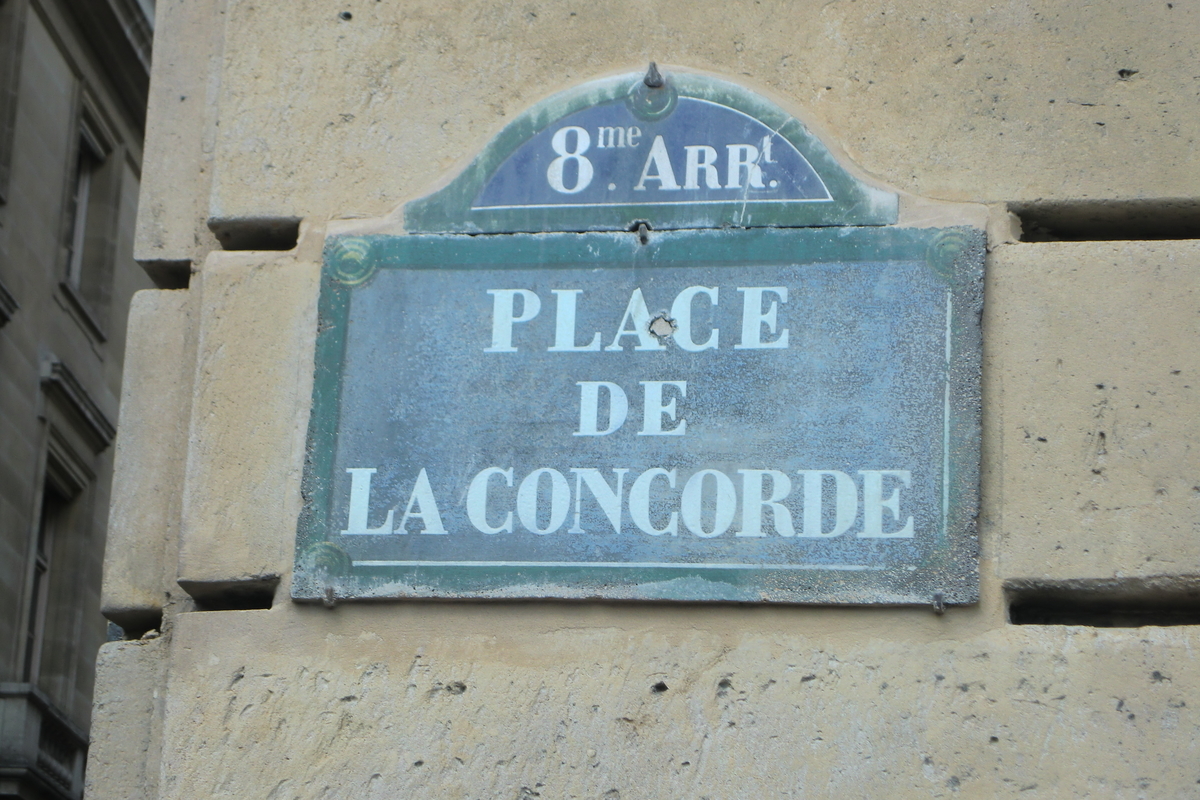 8me. ARRt.
PLACE
DE
LA CONCORDE